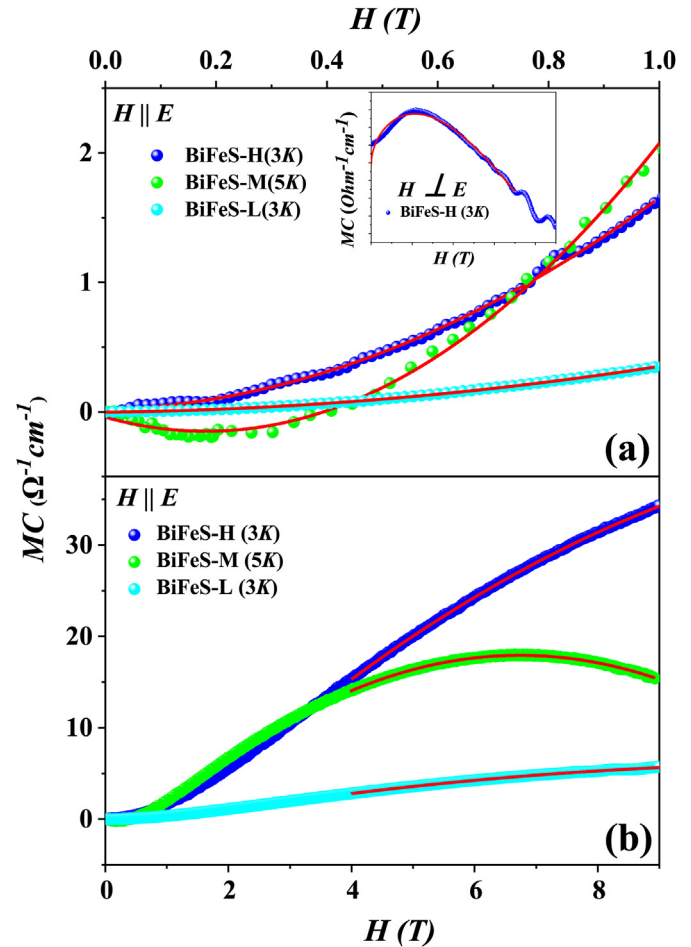 H (T)
0.0 0.2 0.4 0.6 0.8 1.0
H || E
BiFeS-H(3K)
BiFeS-M(5K)
BiFeS-L(3K)
2
1
0
MC (Ohm⁻¹cm⁻¹)
H ⊥ E
BiFeS-H (3K)
H (T)
(a)
MC (Ω⁻¹cm⁻¹)
H || E
BiFeS-H (3K)
BiFeS-M (5K)
BiFeS-L (3K)
30
20
10
0
(b)
0 2 4 6 8
H (T)